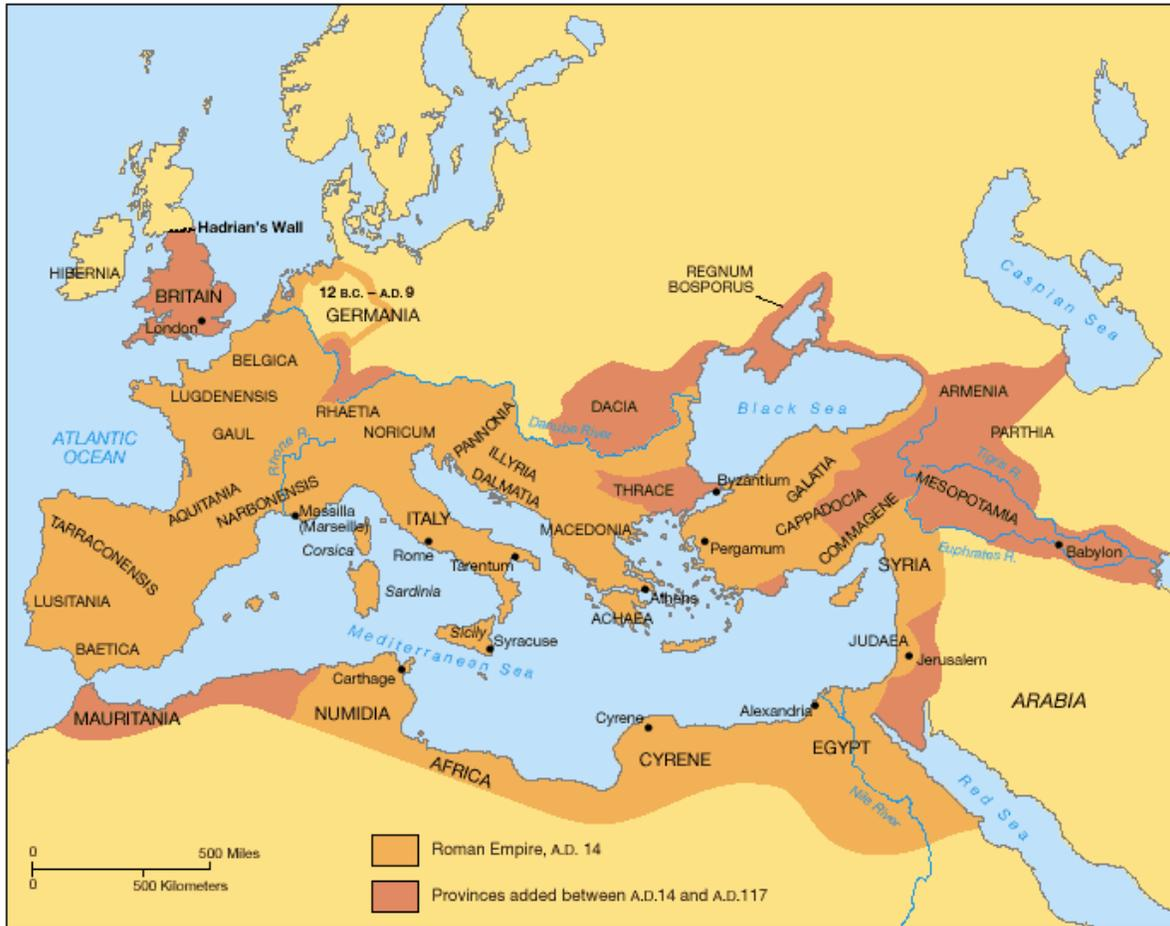 Hadrian's Wall
HIBERNIA
BRITAIN
London
12 B.C. – A.D. 9
GERMANIA
REGNUM
BOSPORUS
Caspian Sea
BELGICA
LUGDENENSIS
RHAETIA
GAUL
NORICUM
PANNONIA
DACIA
Danube River
Black Sea
ARMENIA
PARTHIA
ATLANTIC
OCEAN
Rhone R.
ILLYRIA
DALMATIA
AQUITANIA
NARBONENSIS
Massilla
(Marseille)
Corsica
ITALY
Rome
Tarentum
Sardinia
THRACE
Byzantium
MACEDONIA
GALATIA
CAPPADOCIA
COMMAGENE
Pergamum
Tigris R.
MESOPOTAMIA
Euphrates R.
Babylon
TARRACONENSIS
LUSITANIA
BAETICA
SYRIA
Athens
ACHAEA
Sicily
Syracuse
Mediterranean Sea
JUDAEA
Jerusalem
Carthage
MAURITANIA
NUMIDIA
Cyrene
Alexandria
ARABIA
AFRICA
CYRENE
EGYPT
Nile River
Red Sea
0
500 Miles
0
500 Kilometers
Roman Empire, A.D. 14
Provinces added between A.D.14 and A.D.117